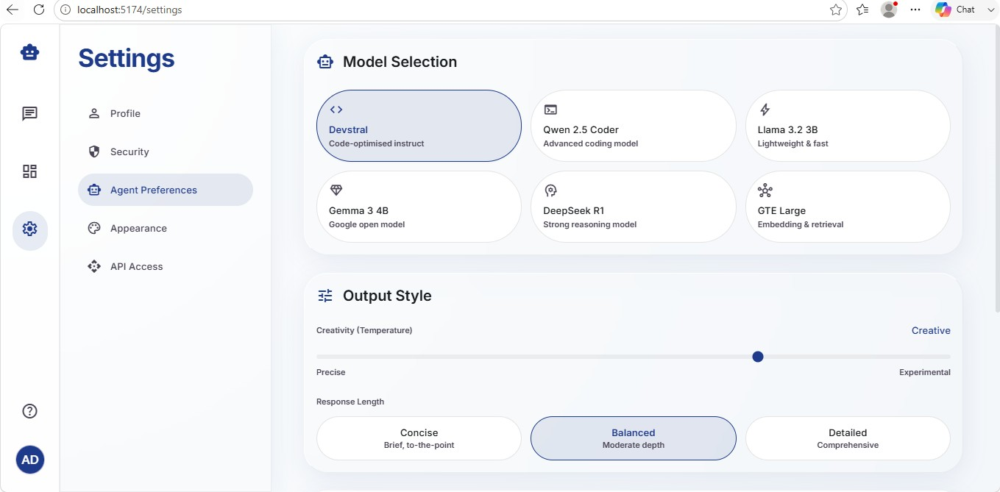 localhost:5174/settings
Chat
Settings
Profile
Security
Agent Preferences
Appearance
API Access
AD
Model Selection
Devstral
Code-optimised instruct
Qwen 2.5 Coder
Advanced coding model
Llama 3.2 3B
Lightweight & fast
Gemma 3 4B
Google open model
DeepSeek R1
Strong reasoning model
GTE Large
Embedding & retrieval
Output Style
Creativity (Temperature)
Creative
Precise
Experimental
Response Length
Concise
Brief, to-the-point
Balanced
Moderate depth
Detailed
Comprehensive